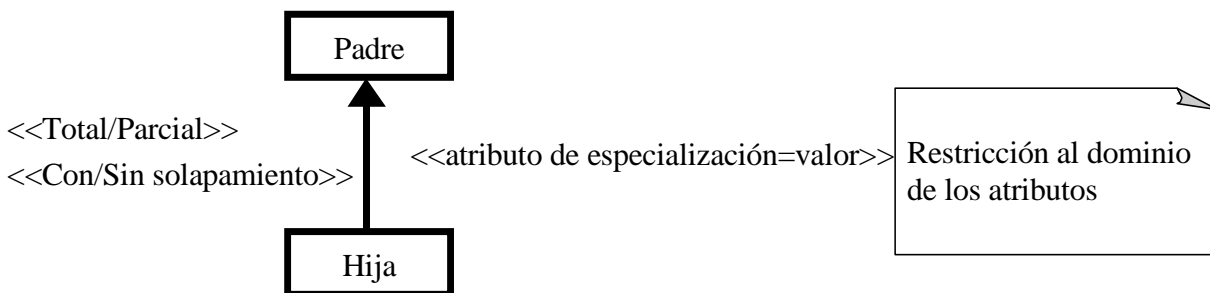 Padre
<<Total/Parcial>>
<<Con/Sin solapamiento>>
<<atributo de especialización=valor>>
Restricción al dominio
de los atributos
Hija